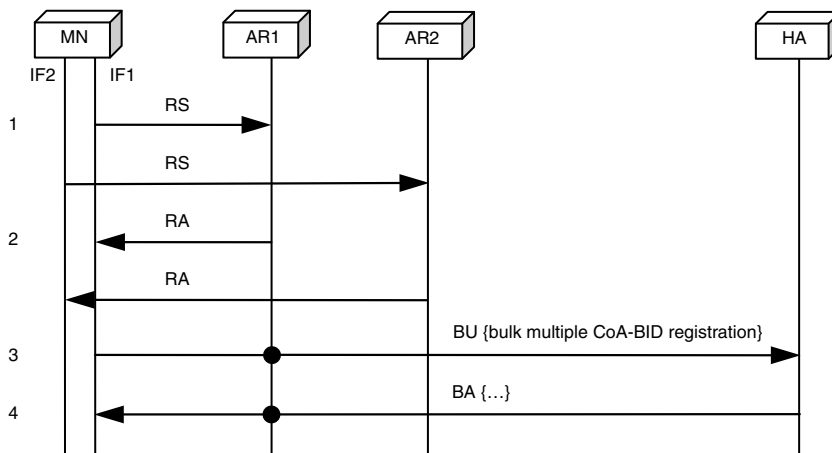 MN
AR1
AR2
HA
IF2
IF1
1
RS
RS
2
RA
RA
3
BU {bulk multiple CoA-BID registration}
4
BA {…}